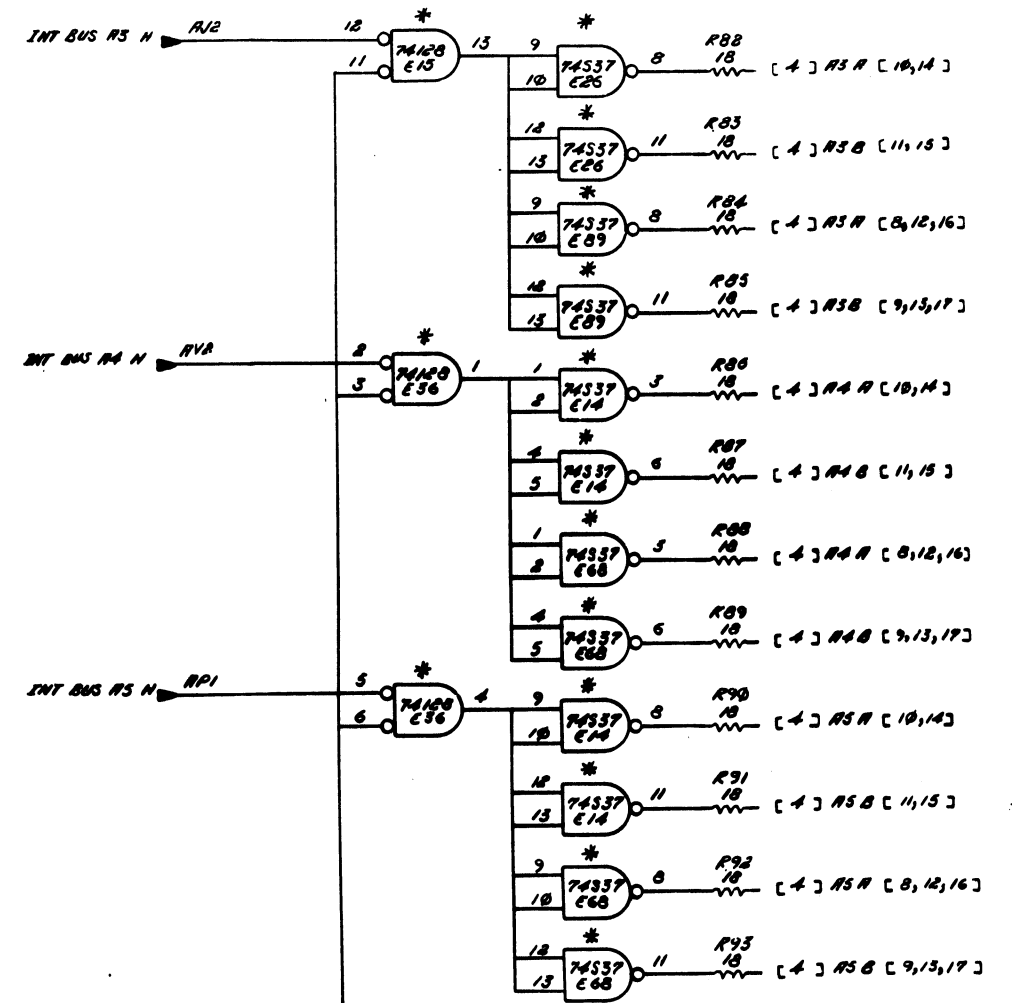 INT BUS A3 H AJ2 12 * 13 9 * 8 R82
11 74128 E15 10 74S37 E26 18 [ 4 ] A3 A [ 10,14 ]
12 * 11 R83
13 74S37 E26 18 [ 4 ] A3 B [ 11, 15 ]
9 * 8 R84
10 74S37 E89 18 [ 4 ] A3 A [ 8,12,16 ]
12 * 11 R85
13 74S37 E89 18 [ 4 ] A3 B [ 9,13,17 ]
INT BUS A4 H AV2 2 * 1 1 * 3 R86
3 74128 E36 2 74S37 E14 18 [ 4 ] A4 A [ 10,14 ]
4 * 6 R87
5 74S37 E14 18 [ 4 ] A4 B [ 11, 15 ]
1 * 3 R88
2 74S37 E68 18 [ 4 ] A4 A [ 8,12,16 ]
4 * 6 R89
5 74S37 E68 18 [ 4 ] A4 B [ 9,13,17 ]
INT BUS A5 H AP1 5 * 4 9 * 8 R90
6 74128 E36 10 74S37 E14 18 [ 4 ] A5 A [ 10,14 ]
12 * 11 R91
13 74S37 E14 18 [ 4 ] A5 B [ 11,15 ]
9 * 8 R92
10 74S37 E68 18 [ 4 ] A5 A [ 8, 12,16 ]
12 * 11 R93
13 74S37 E68 18 [ 4 ] A5 B [ 9,13,17 ]